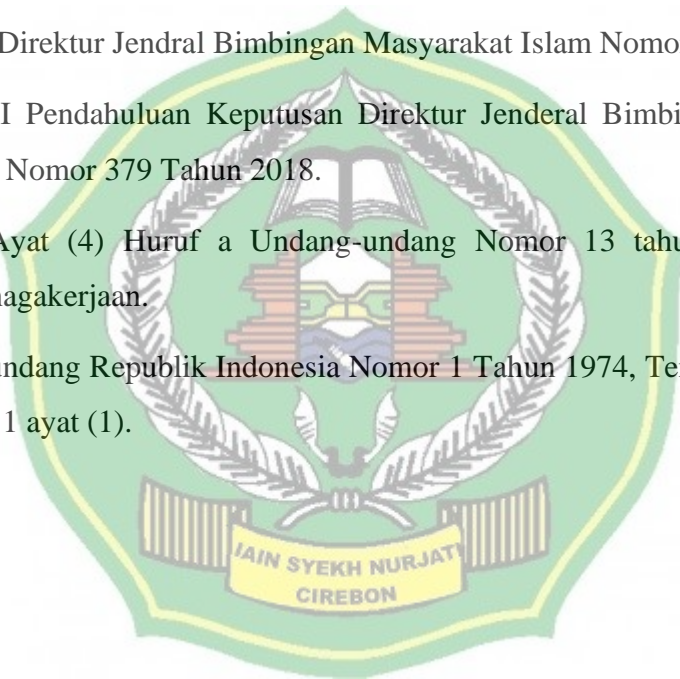 Direktur Jendral Bimbingan Masyarakat Islam Nomo
I Pendahuluan Keputusan Direktur Jenderal Bimbi
Nomor 379 Tahun 2018.
Ayat (4) Huruf a Undang-undang Nomor 13 tahu
nagakerjaan.
undang Republik Indonesia Nomor 1 Tahun 1974, Te
1 ayat (1).
IAIN SYEKH NURJATI
CIREBON